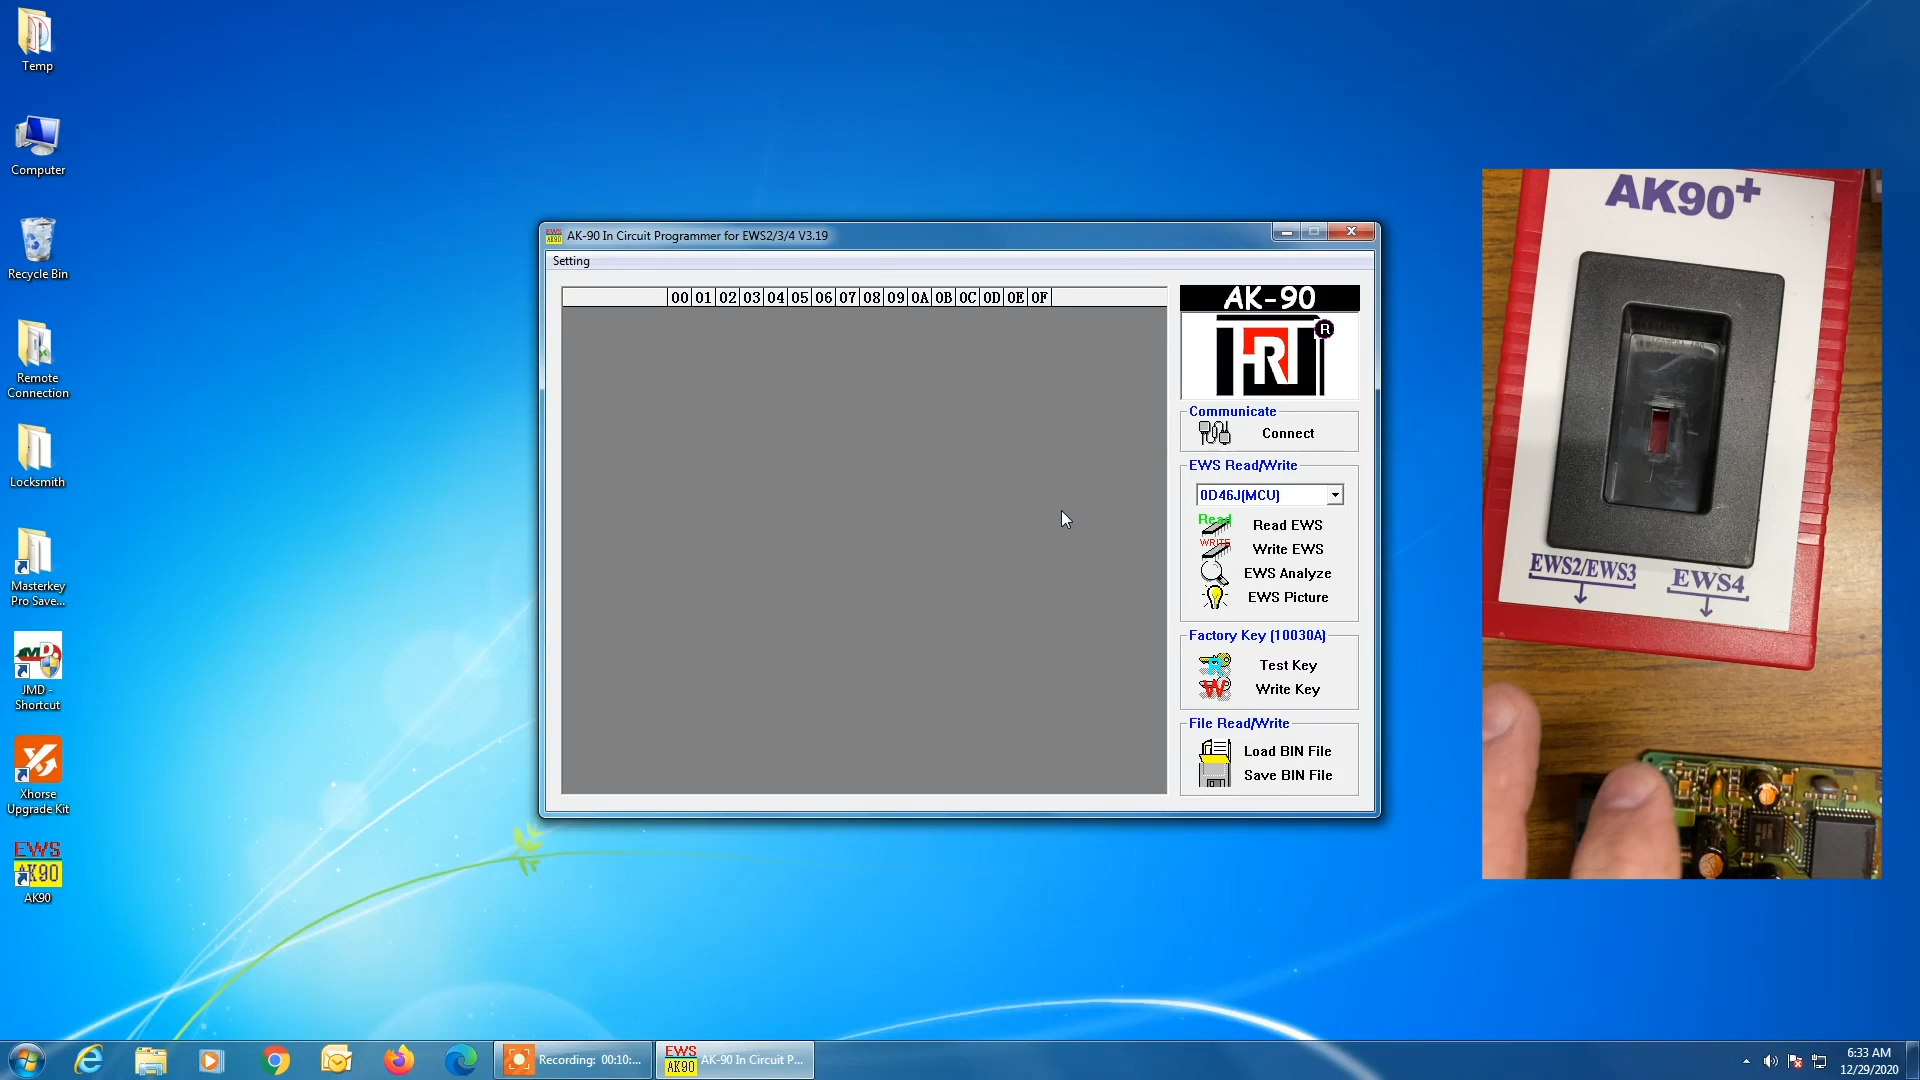 Temp
Computer
Recycle Bin
Remote
Connection
Locksmith
Masterkey
Pro Save...
JMD -
Shortcut
Xhorse
Upgrade Kit
EWS
AK90
AK90
EWS
AK90
AK-90 In Circuit Programmer for EWS2/3/4 V3.19
Setting
00 01 02 03 04 05 06 07 08 09 0A 0B 0C 0D 0E 0F
AK-90
HRT
R
Communicate
Connect
EWS Read/Write
0D46J(MCU)
Read
Read EWS
WRITE
Write EWS
EWS Analyze
EWS Picture
Factory Key (10030A)
R
Test Key
W
Write Key
File Read/Write
Load BIN File
Save BIN File
AK90+
EWS2/EWS3
EWS4
Recording: 00:10:...
EWS
AK90
AK-90 In Circuit P...
6:33 AM
12/29/2020